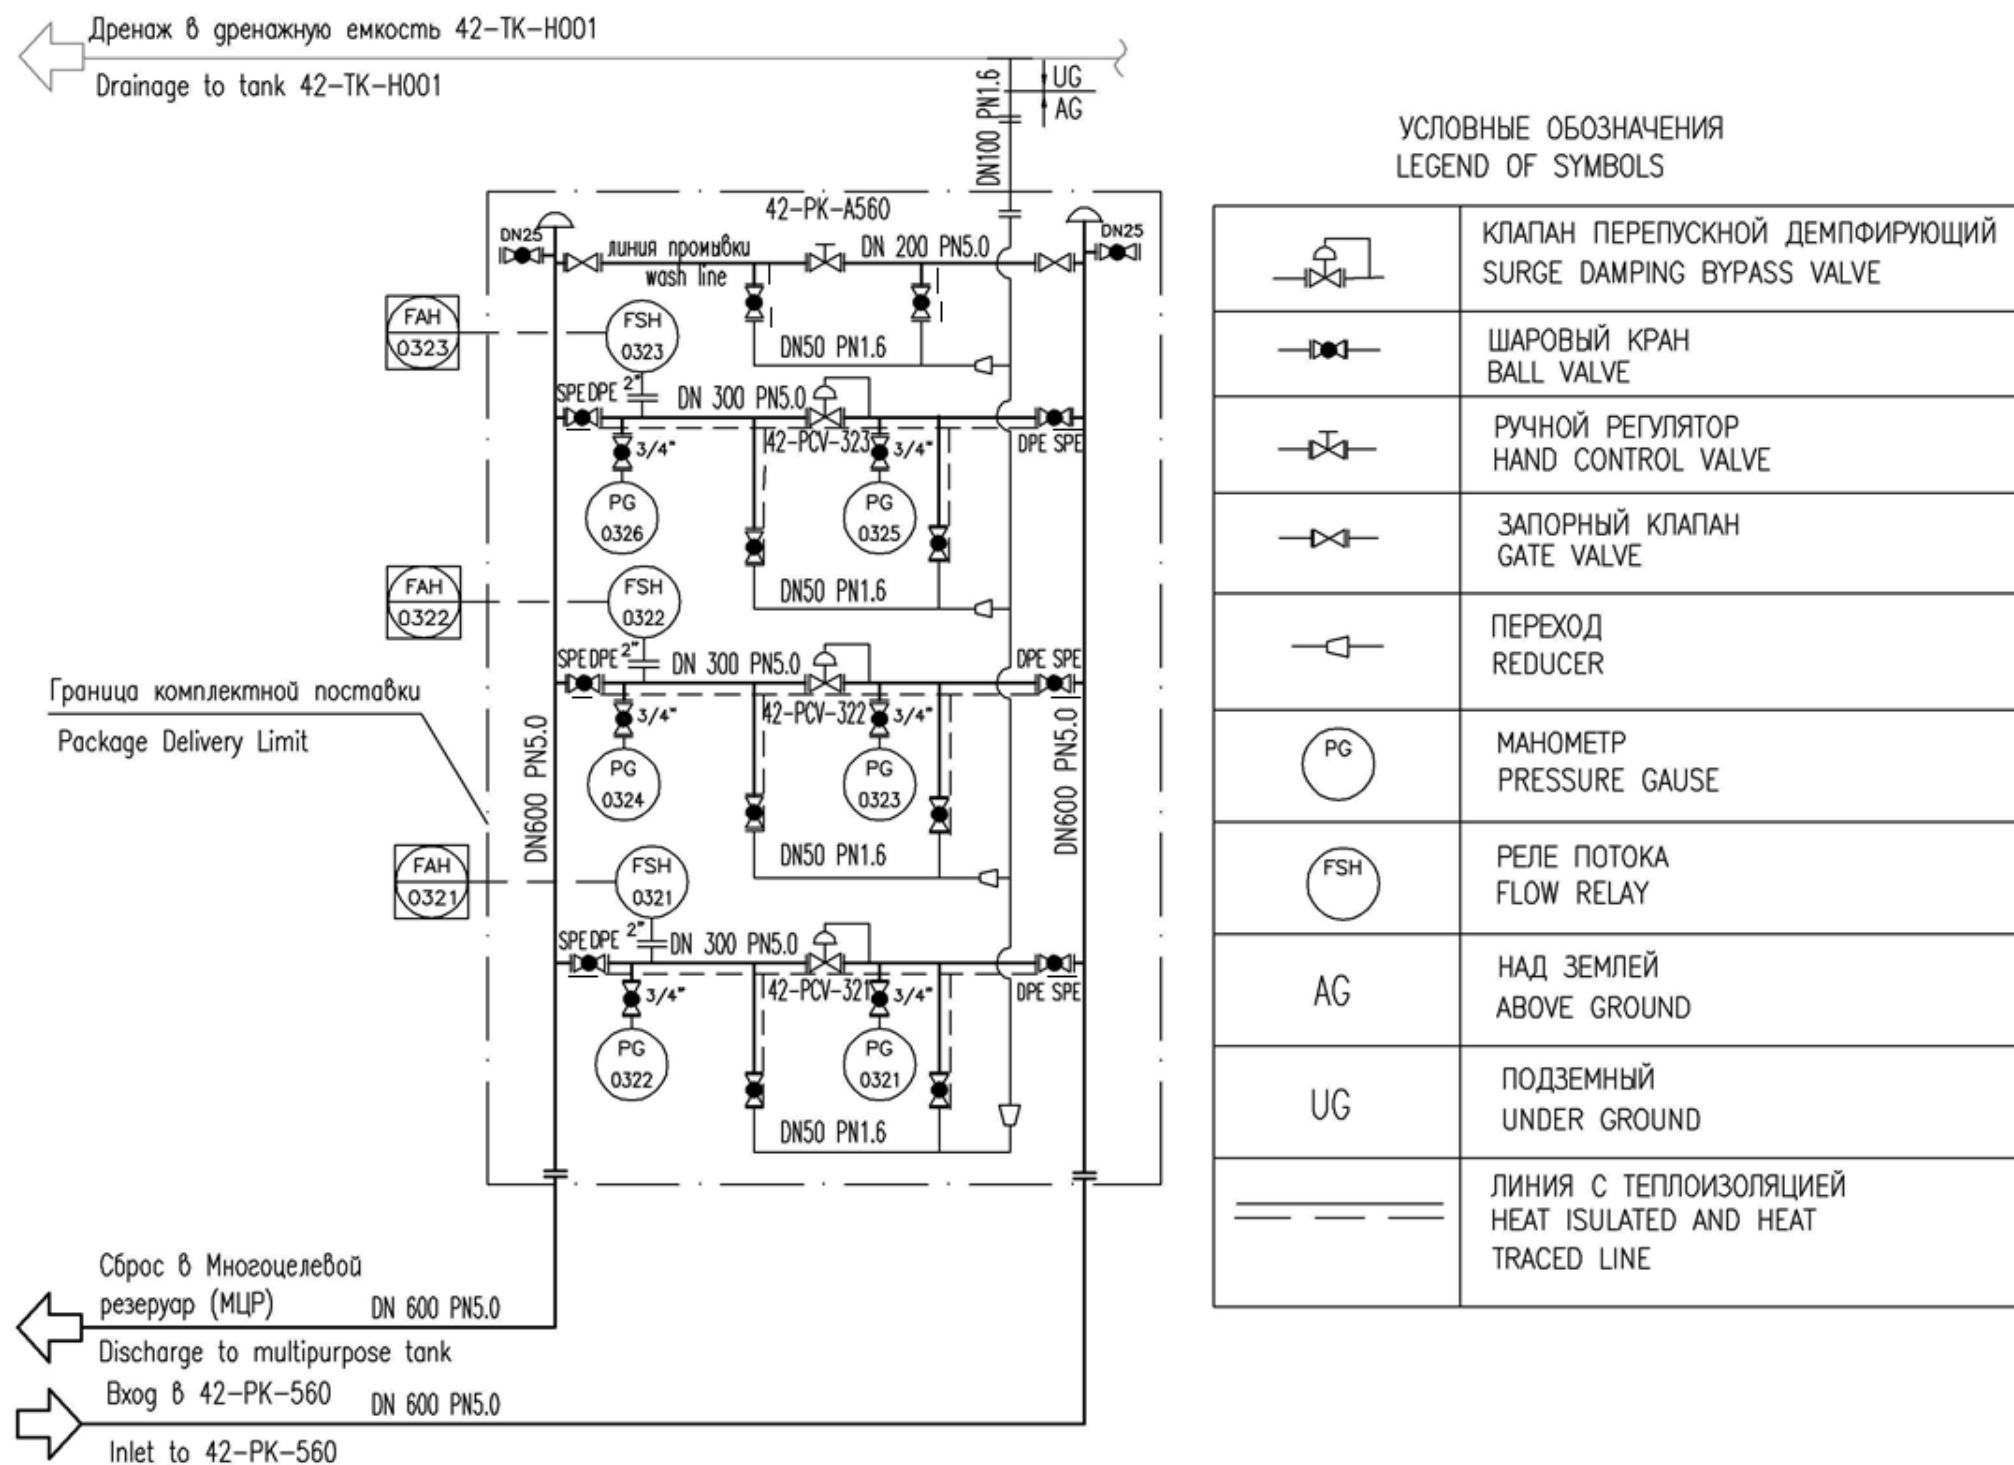 Дренаж в дренажную емкость 42-TK-H001
Drainage to tank 42-TK-H001
DN100 PN1.6
UG
AG
42-PK-A560
DN25
линия промывки
wash line
DN 200 PN5.0
DN25
FAH
0323
FSH
0323
DN50 PN1.6
SPE DPE 2"
DN 300 PN5.0
42-PCV-323
3/4"
3/4"
DPE SPE
PG
0326
PG
0325
DN50 PN1.6
FAH
0322
FSH
0322
SPE DPE 2"
DN 300 PN5.0
DPE SPE
42-PCV-322
3/4"
3/4"
PG
0324
PG
0323
DN50 PN1.6
Граница комплектной поставки
Package Delivery Limit
DN600 PN5.0
DN600 PN5.0
FAH
0321
FSH
0321
SPE DPE 2"
DN 300 PN5.0
42-PCV-321
3/4"
3/4"
DPE SPE
PG
0322
PG
0321
DN50 PN1.6
Сброс в Многоцелевой
резеруар (МЦР)
DN 600 PN5.0
Discharge to multipurpose tank
Вход в 42-PK-560
DN 600 PN5.0
Inlet to 42-PK-560
УСЛОВНЫЕ ОБОЗНАЧЕНИЯ
LEGEND OF SYMBOLS
КЛАПАН ПЕРЕПУСКНОЙ ДЕМПФИРУЮЩИЙ
SURGE DAMPING BYPASS VALVE
ШАРОВЫЙ КРАН
BALL VALVE
РУЧНОЙ РЕГУЛЯТОР
HAND CONTROL VALVE
ЗАПОРНЫЙ КЛАПАН
GATE VALVE
ПЕРЕХОД
REDUCER
PG
МАНОМЕТР
PRESSURE GAUSE
FSH
РЕЛЕ ПОТОКА
FLOW RELAY
AG
НАД ЗЕМЛЕЙ
ABOVE GROUND
UG
ПОДЗЕМНЫЙ
UNDER GROUND
ЛИНИЯ С ТЕПЛОИЗОЛЯЦИЕЙ
HEAT ISULATED AND HEAT
TRACED LINE